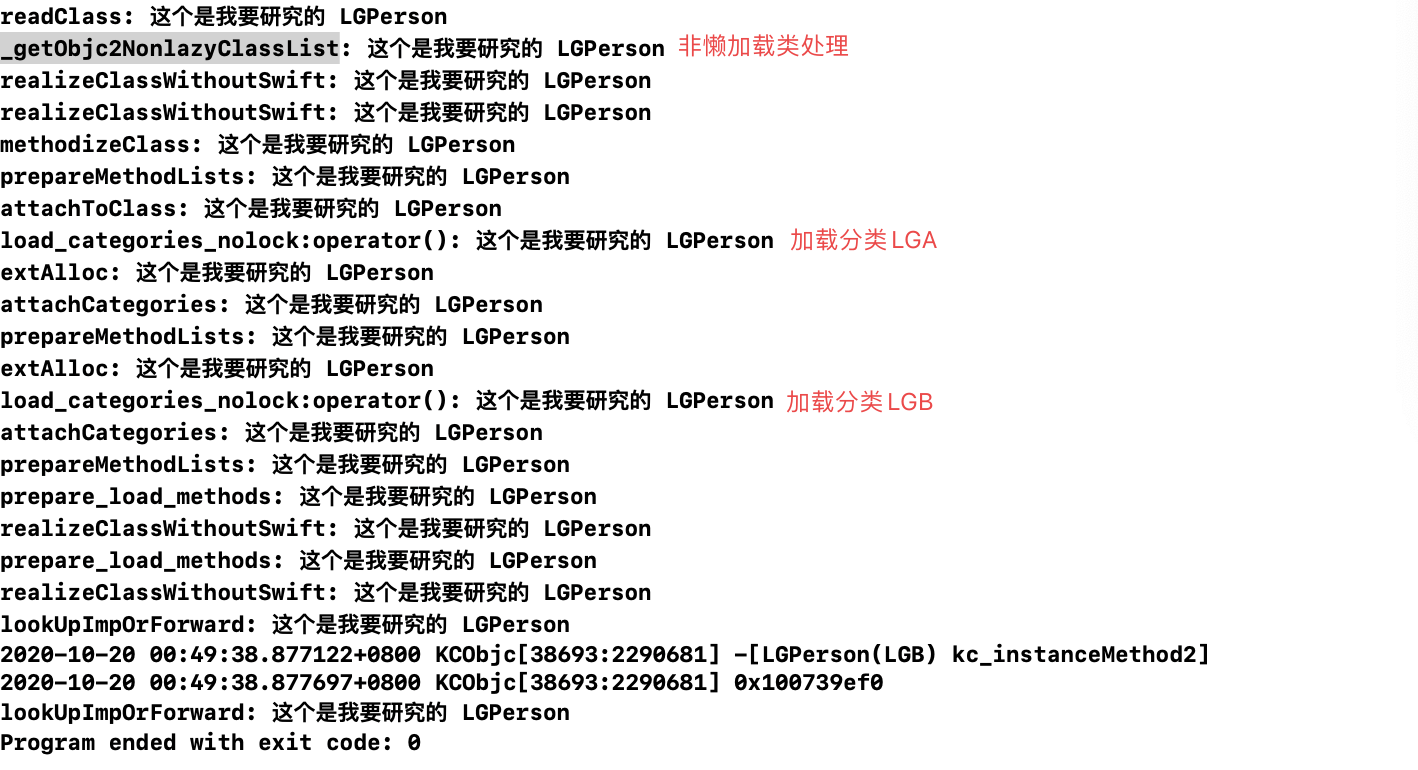 readClass: 这个是我要研究的 LGPerson
_getObjc2NonlazyClassList: 这个是我要研究的 LGPerson 非懒加载类处理
realizeClassWithoutSwift: 这个是我要研究的 LGPerson
realizeClassWithoutSwift: 这个是我要研究的 LGPerson
methodizeClass: 这个是我要研究的 LGPerson
prepareMethodLists: 这个是我要研究的 LGPerson
attachToClass: 这个是我要研究的 LGPerson
load_categories_nolock:operator(): 这个是我要研究的 LGPerson 加载分类LGA
extAlloc: 这个是我要研究的 LGPerson
attachCategories: 这个是我要研究的 LGPerson
prepareMethodLists: 这个是我要研究的 LGPerson
extAlloc: 这个是我要研究的 LGPerson
load_categories_nolock:operator(): 这个是我要研究的 LGPerson 加载分类LGB
attachCategories: 这个是我要研究的 LGPerson
prepareMethodLists: 这个是我要研究的 LGPerson
prepare_load_methods: 这个是我要研究的 LGPerson
realizeClassWithoutSwift: 这个是我要研究的 LGPerson
prepare_load_methods: 这个是我要研究的 LGPerson
realizeClassWithoutSwift: 这个是我要研究的 LGPerson
lookUpImpOrForward: 这个是我要研究的 LGPerson
2020-10-20 00:49:38.877122+0800 KCObjc[38693:2290681] -[LGPerson(LGB) kc_instanceMethod2]
2020-10-20 00:49:38.877697+0800 KCObjc[38693:2290681] 0x100739ef0
lookUpImpOrForward: 这个是我要研究的 LGPerson
Program ended with exit code: 0